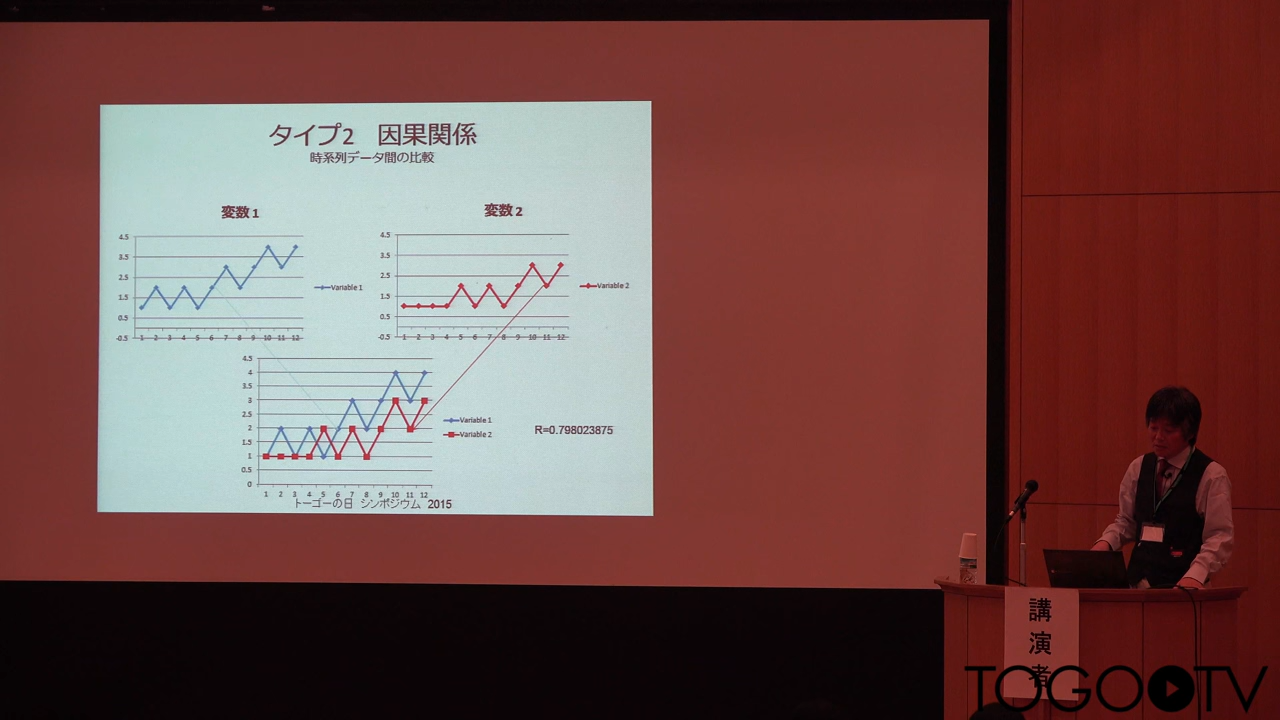 タイプ2　因果関係
時系列データ間の比較
変数 1
変数 2
4.5
3.5
2.5
1.5
0.5
-0.5
1 2 3 4 5 6 7 8 9 10 11 12
Variable 1
4.5
3.5
2.5
1.5
0.5
-0.5
1 2 3 4 5 6 7 8 9 10 11 12
Variable 2
4.5
4
3.5
3
2.5
2
1.5
1
0.5
0
1 2 3 4 5 6 7 8 9 10 11 12
Variable 1
Variable 2
R=0.798023875
トーゴーの日 シンポジウム 2015
講演者
TOGOTV